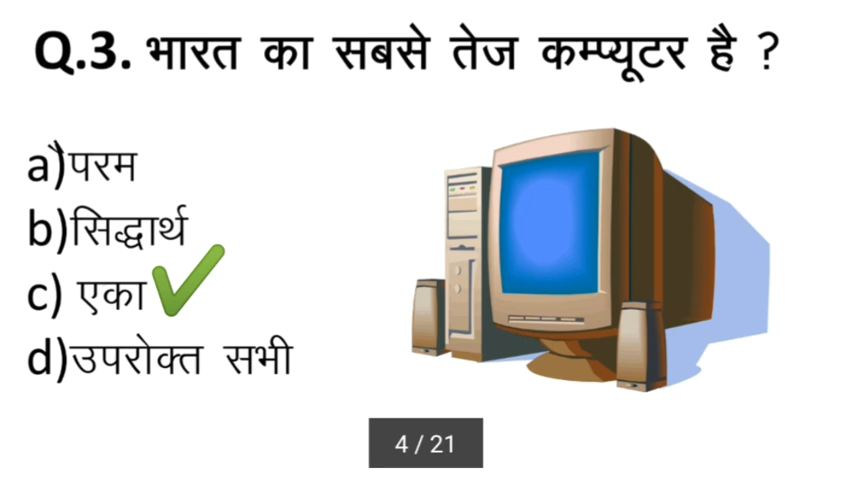 Q.3. भारत का सबसे तेज कम्प्यूटर है ?
a)परम
b)सिद्धार्थ
c) एका
d)उपरोक्त सभी
4 / 21